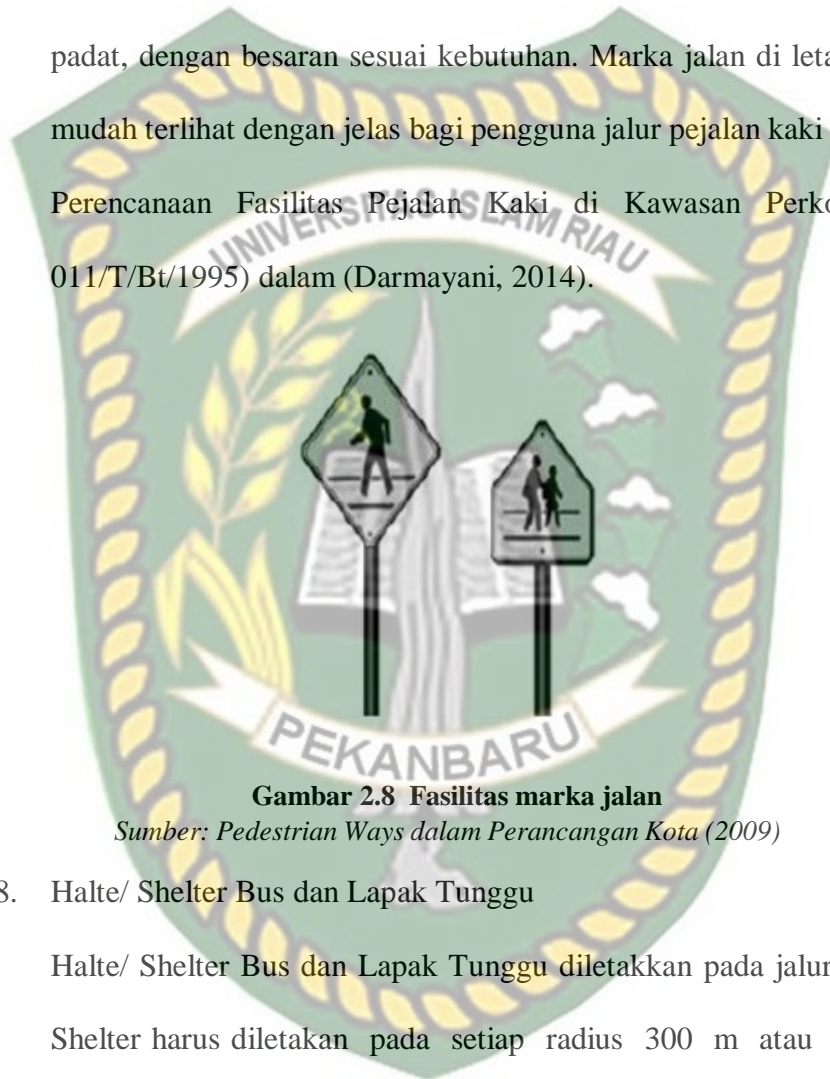 padat, dengan besaran sesuai kebutuhan. Marka jalan di leta
mudah terlihat dengan jelas bagi pengguna jalur pejalan kaki
Perencanaan Fasilitas Pejalan Kaki di Kawasan Perko
UNIVERSITAS ISLAM RIAU
011/T/Bt/1995) dalam (Darmayani, 2014).
PEKANBARU
Gambar 2.8 Fasilitas marka jalan
Sumber: Pedestrian Ways dalam Perancangan Kota (2009)
8. Halte/ Shelter Bus dan Lapak Tunggu
Halte/ Shelter Bus dan Lapak Tunggu diletakkan pada jalur
Shelter harus diletakan pada setiap radius 300 m atau